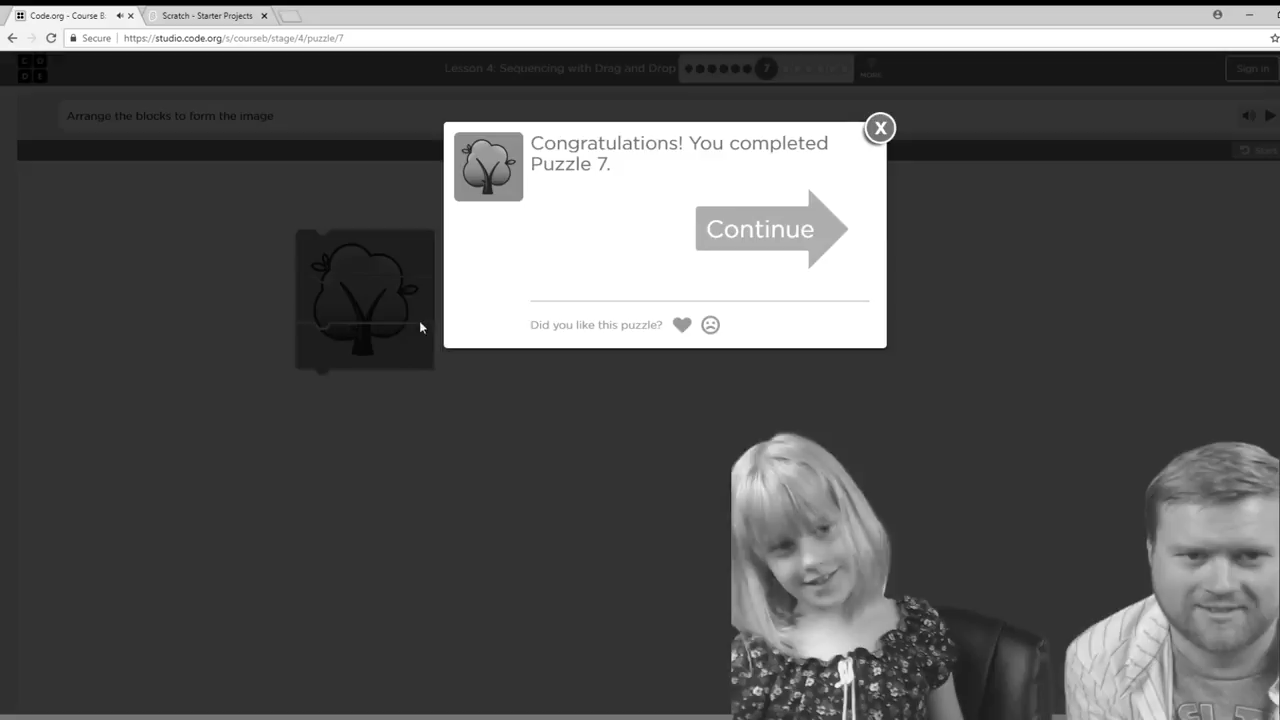 Code.org - Course B
Scratch - Starter Projects
Secure
https://studio.code.org/s/courseb/stage/4/puzzle/7
C O
D E
Lesson 4: Sequencing with Drag and Drop
7
MORE
Sign in
Arrange the blocks to form the image
Start
X
Congratulations! You completed
Puzzle 7.
Continue
Did you like this puzzle?